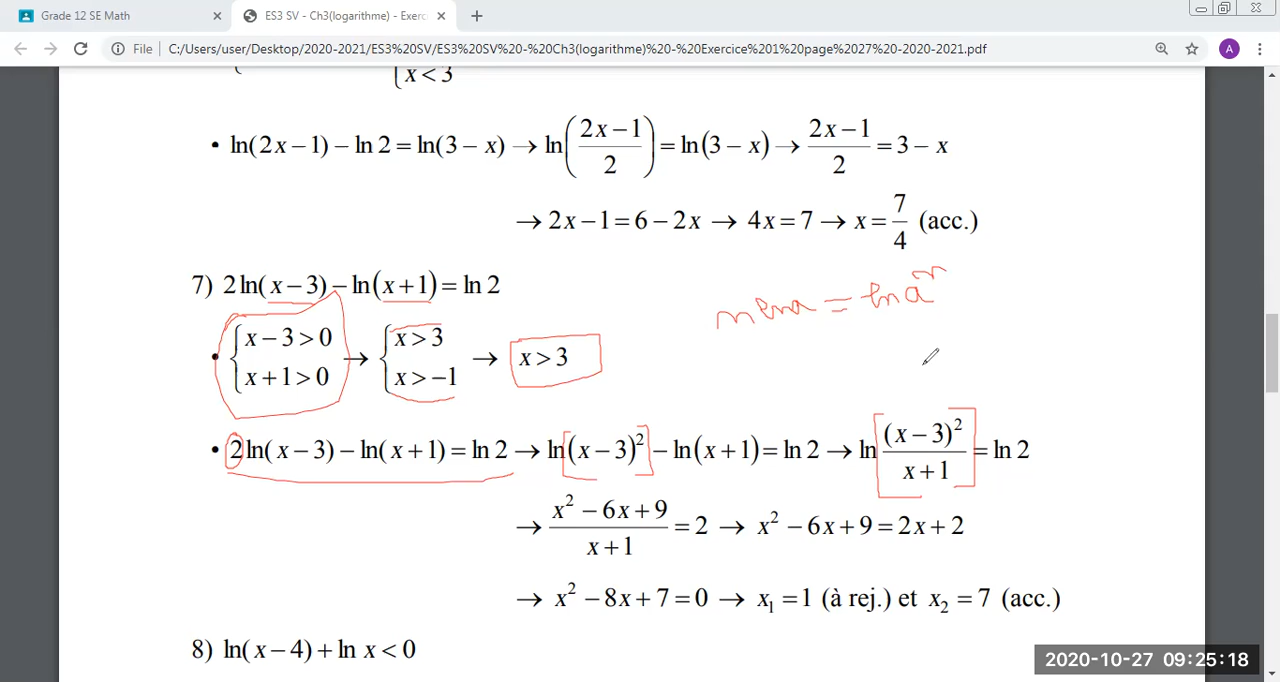 Grade 12 SE Math
ES3 SV - Ch3(logarithme) - Exerc
File C:/Users/user/Desktop/2020-2021/ES3%20SV/ES3%20SV%20-%20Ch3(logarithme)%20-%20Exercice%201%20page%2027%20-2020-2021.pdf
A
x < 3
• ln(2x−1) − ln 2 = ln(3 − x) → ln((2x−1)/2) = ln(3 − x) → (2x−1)/2 = 3 − x
→ 2x − 1 = 6 − 2x → 4x = 7 → x = 7/4 (acc.)
n ln a = ln aⁿ
7) 2ln(x−3) − ln(x+1) = ln 2
• { x−3>0 → { x>3 → x>3
x+1>0 x>−1
• 2ln(x−3) − ln(x+1) = ln 2 → ln(x−3)² − ln(x+1) = ln 2 → ln[(x−3)²/(x+1)] = ln 2
→ (x² − 6x + 9)/(x+1) = 2 → x² − 6x + 9 = 2x + 2
→ x² − 8x + 7 = 0 → x₁ = 1 (à rej.) et x₂ = 7 (acc.)
8) ln(x−4) + ln x < 0
2020-10-27 09:25:18